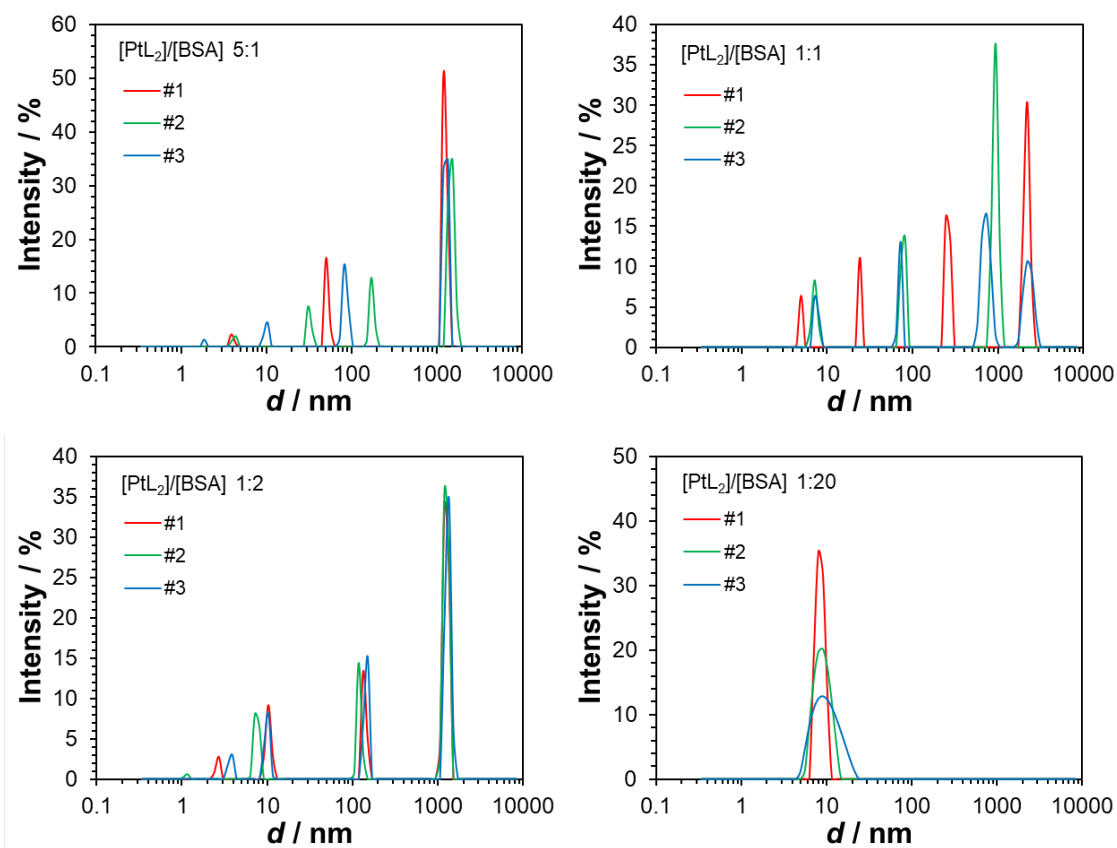 [PtL₂]/[BSA] 5:1
#1
#2
#3
Intensity / %
60
50
40
30
20
10
0
0.1 1 10 100 1000 10000
d / nm
[PtL₂]/[BSA] 1:1
#1
#2
#3
Intensity / %
40
35
30
25
20
15
10
5
0
0.1 1 10 100 1000 10000
d / nm
[PtL₂]/[BSA] 1:2
#1
#2
#3
Intensity / %
40
35
30
25
20
15
10
5
0
0.1 1 10 100 1000 10000
d / nm
[PtL₂]/[BSA] 1:20
#1
#2
#3
Intensity / %
50
40
30
20
10
0
0.1 1 10 100 1000 10000
d / nm